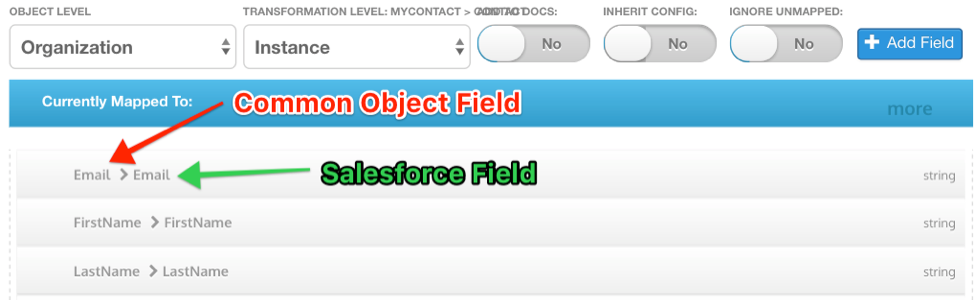 OBJECT LEVEL
TRANSFORMATION LEVEL: MYCONTACT > CONTACT
ADD TO DOCS:
INHERIT CONFIG:
IGNORE UNMAPPED:
Organization
Instance
No
No
No
+ Add Field
Currently Mapped To:
Common Object Field
more
Email > Email
Salesforce Field
string
FirstName > FirstName
string
LastName > LastName
string